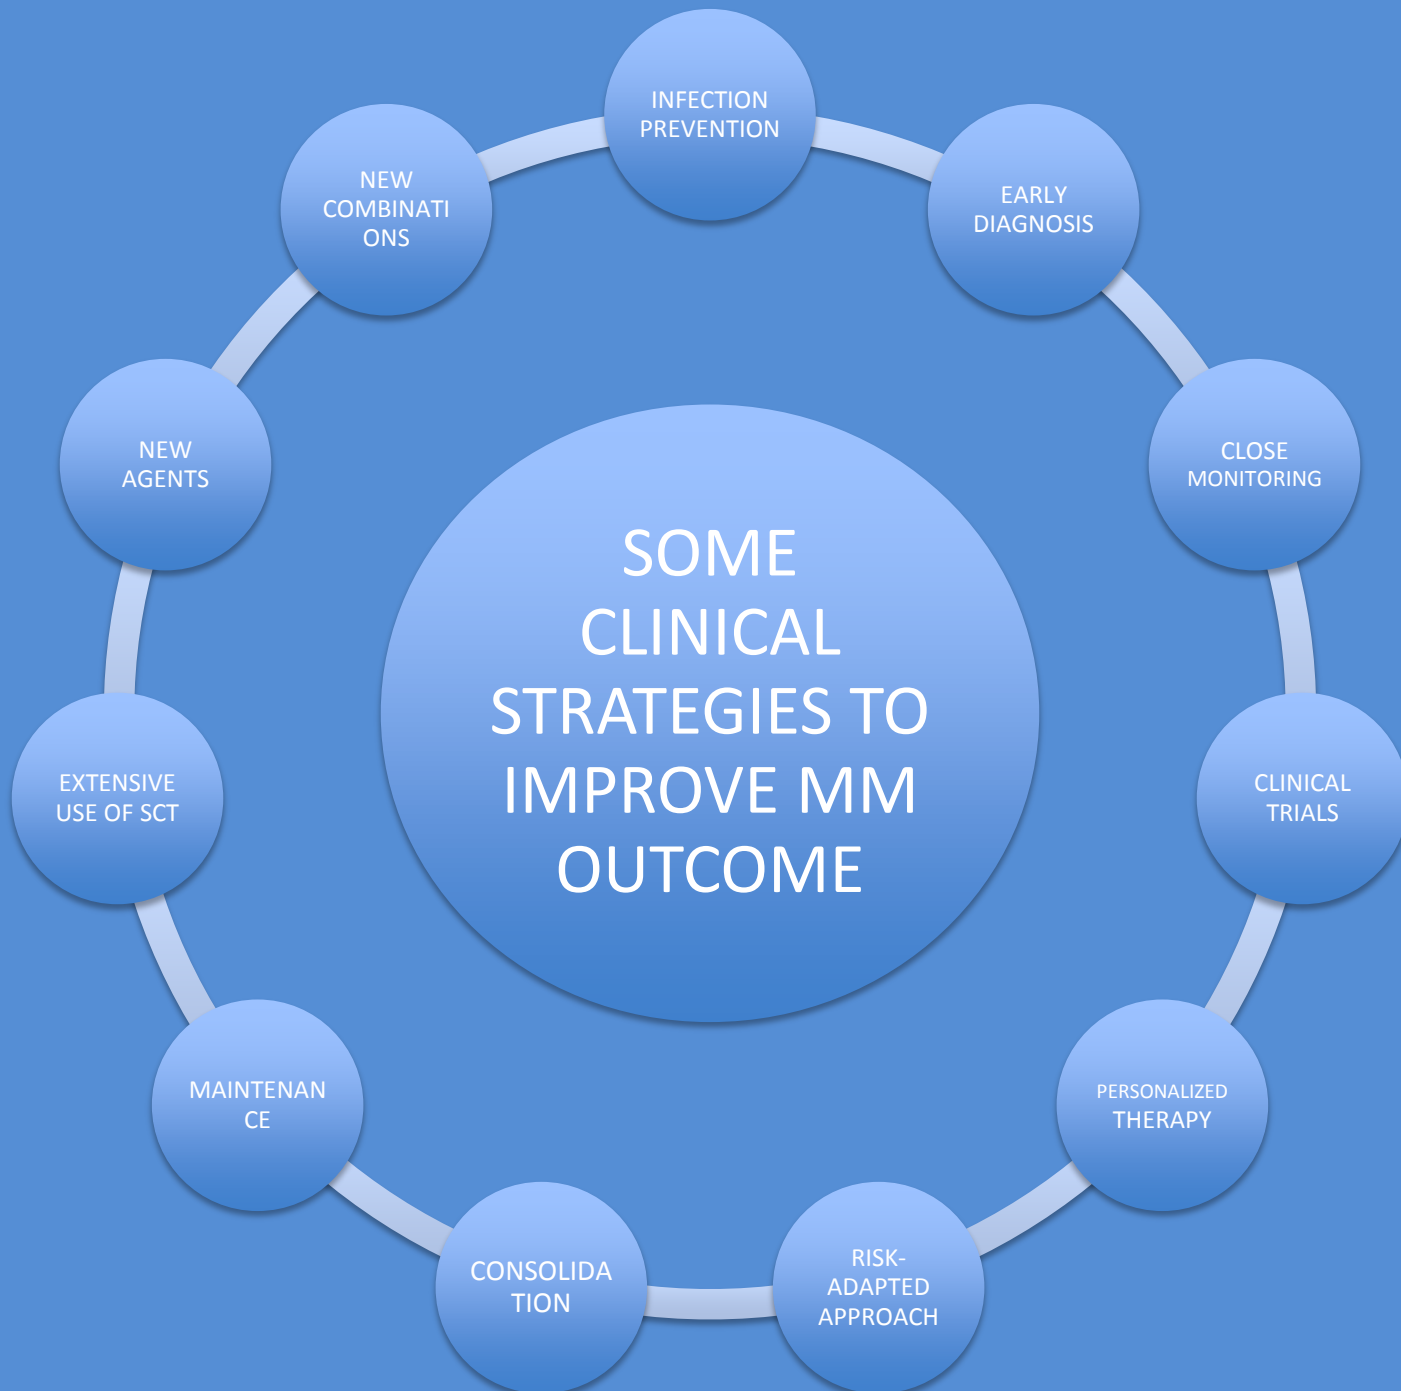 INFECTION
PREVENTION
EARLY
DIAGNOSIS
CLOSE
MONITORING
CLINICAL
TRIALS
PERSONALIZED
THERAPY
RISK-
ADAPTED
APPROACH
CONSOLIDA
TION
MAINTENAN
CE
EXTENSIVE
USE OF SCT
NEW
AGENTS
NEW
COMBINATI
ONS
SOME
CLINICAL
STRATEGIES TO
IMPROVE MM
OUTCOME